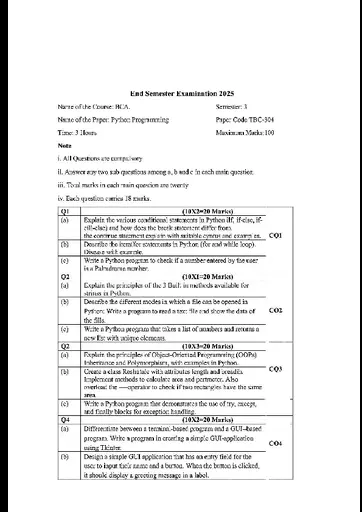 End Semester Examination 2025
Name of the Course: BCA. Semester: 3
Name of the Paper: Python Programming Paper Code TBC-304
Time: 3 Hours Maximum Marks:100
Note
i. All Questions are compulsory
ii. Answer any two sub questions among a, b and c in each main question
iii. Total marks in each main question are twenty
iv. Each question carries 10 marks.
Q1 (10X2=20 Marks)
(a) Explain the various conditional statements in Python (if, if-else, if-
elif-else) and how does the break statement differ from
the continue statement explain with suitable syntax and examples. CO1
(b) Describe the iterative statements in Python (for and while loop).
Discuss with example.
(c) Write a Python program to check if a number entered by the user
is a Palindrome number.
Q2 (10X2=20 Marks)
(a) Explain the principles of the 3 Built in methods available for
strings in Python.
(b) Describe the different modes in which a file can be opened in CO2
Python. Write a program to read a text file and show the data of
the file.
(c) Write a Python program that takes a list of numbers and returns a
new list with unique elements.
(a) Explain the principles of Object-Oriented Programming (OOPs)
Inheritance and Polymorphism, with examples in Python. CO3
(b) Create a class Rectangle with attributes length and breadth.
Implement methods to calculate area and perimeter. Also
overload the operator to check if two rectangles have the same
area.
(c) Write a Python program that demonstrates the use of try, except,
and finally blocks for exception handling.
Q4 (10X2=20 Marks)
(a) Differentiate between a terminal-based program and a GUI-based
program. Write a program in creating a simple GUI application
using Tkinter. CO4
(b) Design a simple GUI application that has an entry field for the
user to input their name and a button. When the button is clicked,
it should display a greeting message in a label.